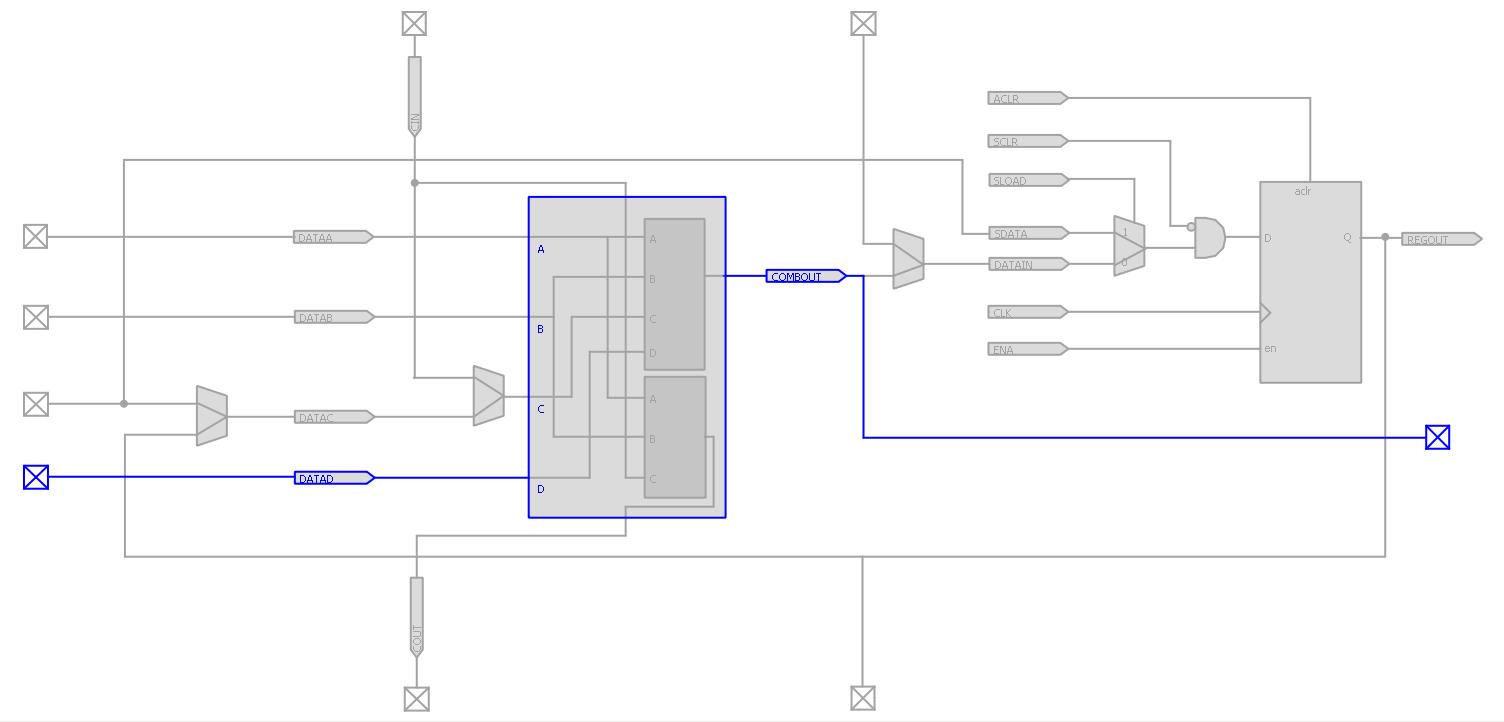 CIN
ACLR
SCLR
SLOAD
aclr
DATAA
A
A
SDATA
1
D
Q
REGOUT
B
COMBOUT
DATAIN
0
DATAB
B
C
CLK
D
ENA
en
A
DATAC
C
B
DATAD
D
C
COUT